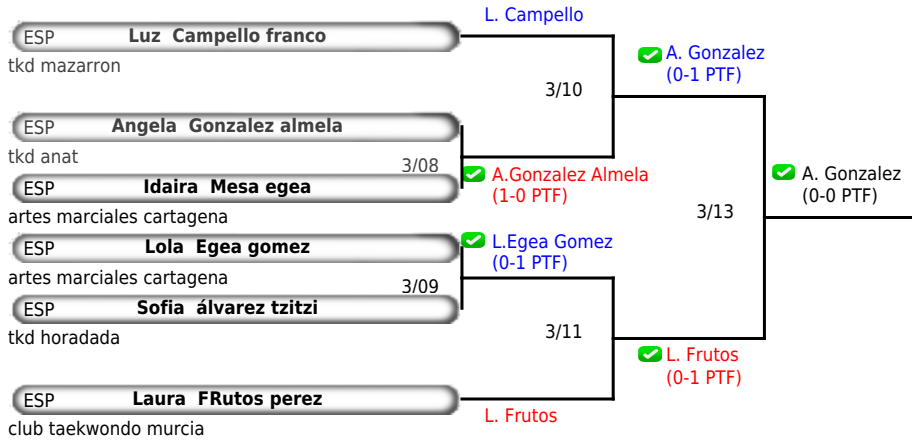 L. Campello
ESP Luz Campello franco
tkd mazarron
A. Gonzalez
(0-1 PTF)
3/10
ESP Angela Gonzalez almela
tkd anat
3/08
A.Gonzalez Almela
(1-0 PTF)
ESP Idaira Mesa egea
artes marciales cartagena
A. Gonzalez
(0-0 PTF)
3/13
ESP Lola Egea gomez
artes marciales cartagena
L.Egea Gomez
(0-1 PTF)
3/09
ESP Sofia álvarez tzitzi
tkd horadada
3/11
L. Frutos
(0-1 PTF)
ESP Laura FRutos perez
club taekwondo murcia
L. Frutos